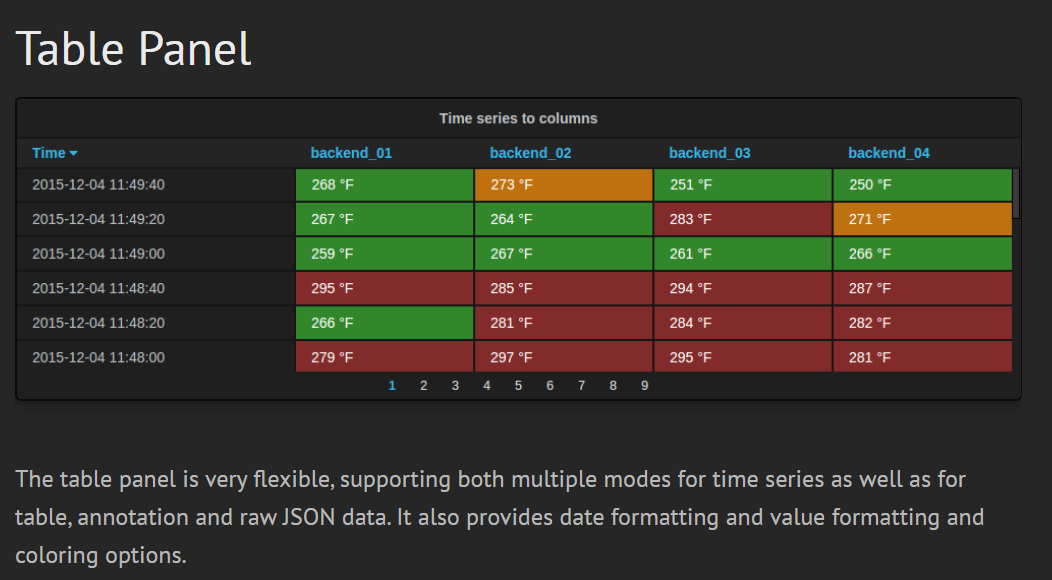 Table Panel
Time series to columns
Time backend_01 backend_02 backend_03 backend_04
2015-12-04 11:49:40 268 °F 273 °F 251 °F 250 °F
2015-12-04 11:49:20 267 °F 264 °F 283 °F 271 °F
2015-12-04 11:49:00 259 °F 267 °F 261 °F 266 °F
2015-12-04 11:48:40 295 °F 285 °F 294 °F 287 °F
2015-12-04 11:48:20 266 °F 281 °F 284 °F 282 °F
2015-12-04 11:48:00 279 °F 297 °F 295 °F 281 °F
1 2 3 4 5 6 7 8 9
The table panel is very flexible, supporting both multiple modes for time series as well as for
table, annotation and raw JSON data. It also provides date formatting and value formatting and
coloring options.